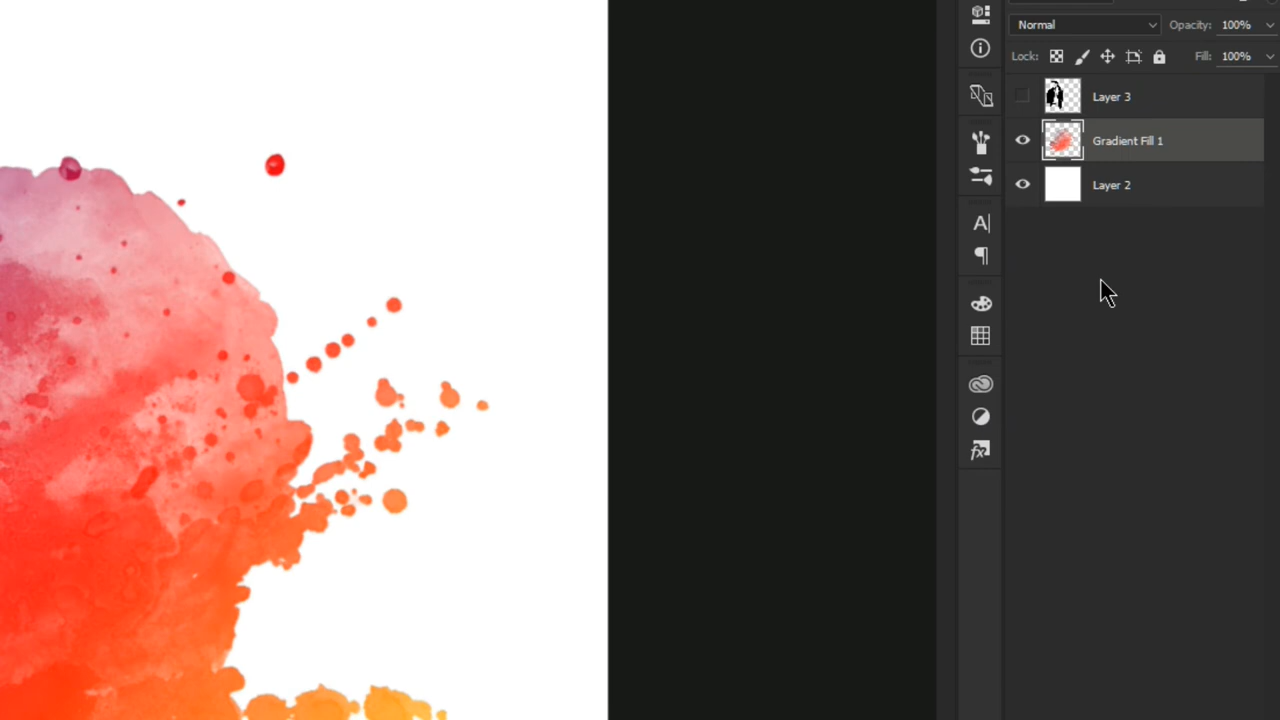 Normal Opacity: 100%
Lock: Fill: 100%
Layer 3
Gradient Fill 1
Layer 2